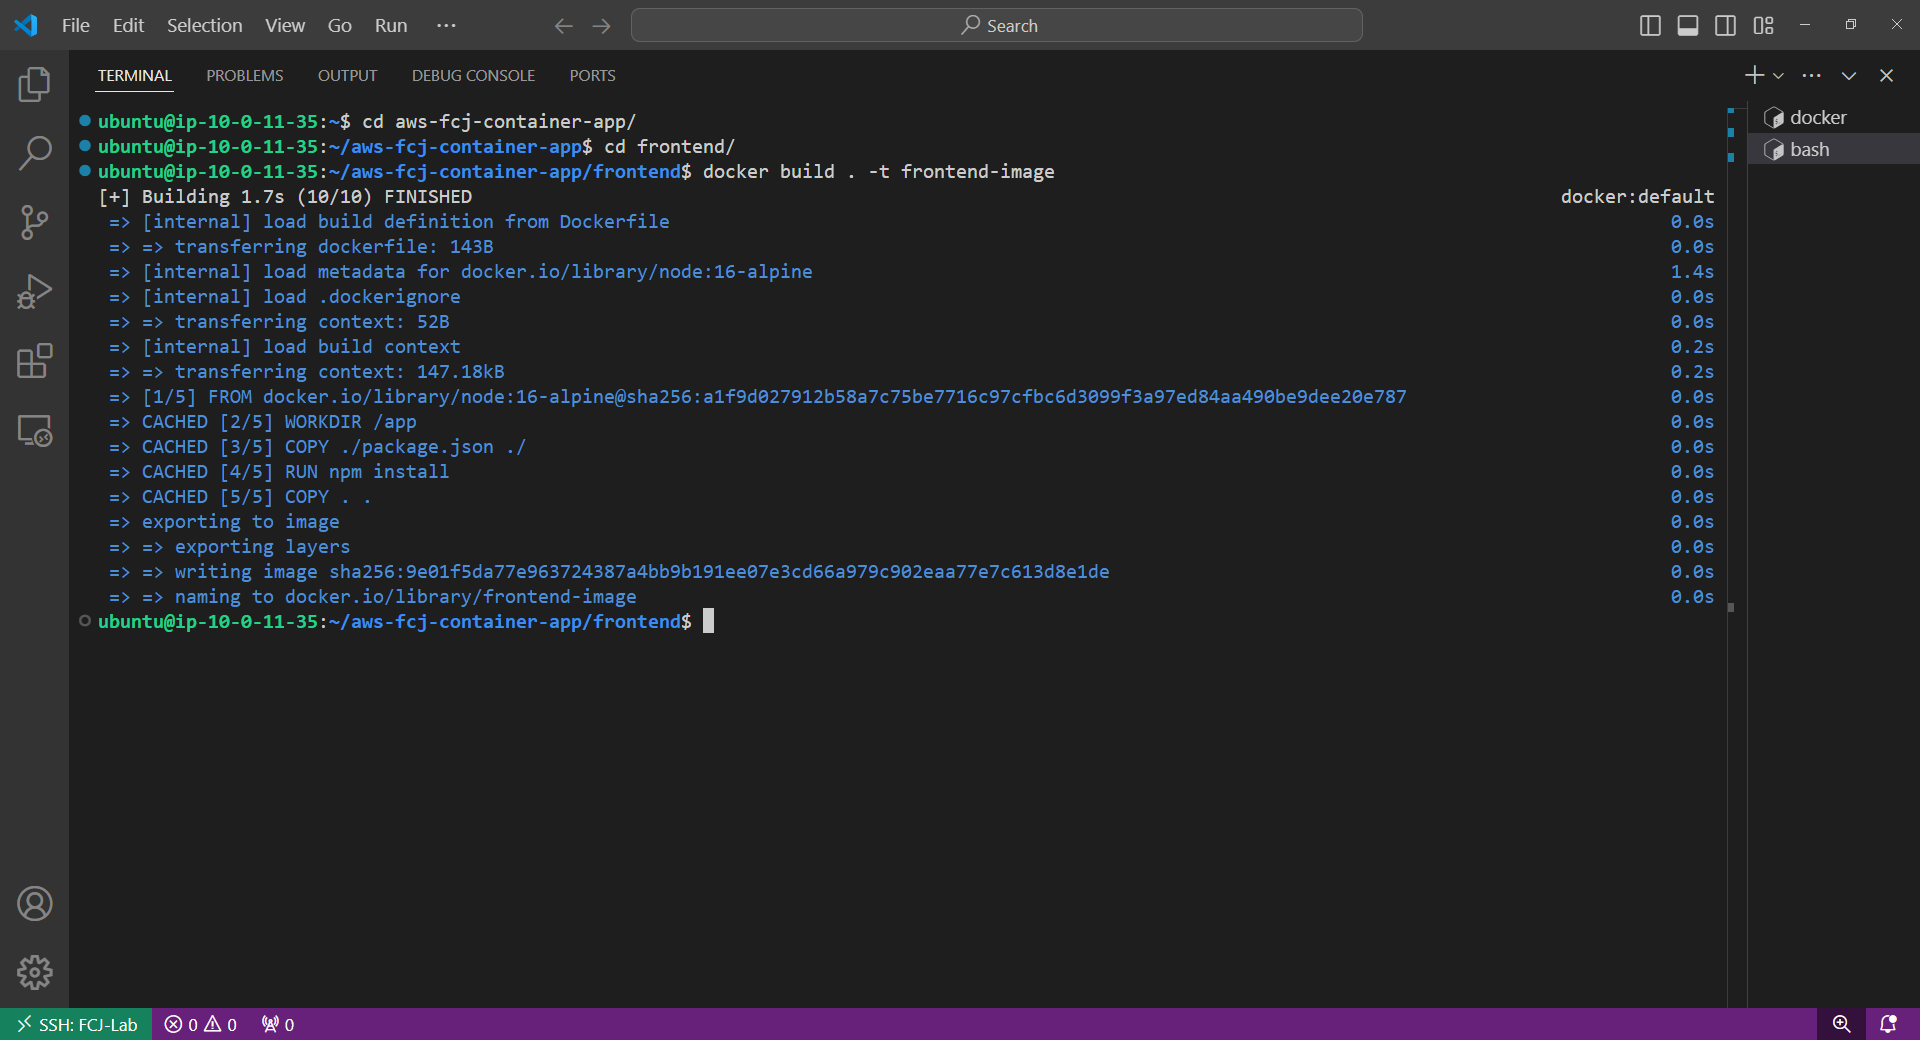 File Edit Selection View Go Run ··· Search
TERMINAL PROBLEMS OUTPUT DEBUG CONSOLE PORTS
docker
bash
ubuntu@ip-10-0-11-35:~$ cd aws-fcj-container-app/
ubuntu@ip-10-0-11-35:~/aws-fcj-container-app$ cd frontend/
ubuntu@ip-10-0-11-35:~/aws-fcj-container-app/frontend$ docker build . -t frontend-image
[+] Building 1.7s (10/10) FINISHED docker:default
=> [internal] load build definition from Dockerfile 0.0s
=> => transferring dockerfile: 143B 0.0s
=> [internal] load metadata for docker.io/library/node:16-alpine 1.4s
=> [internal] load .dockerignore 0.0s
=> => transferring context: 52B 0.0s
=> [internal] load build context 0.2s
=> => transferring context: 147.18kB 0.2s
=> [1/5] FROM docker.io/library/node:16-alpine@sha256:a1f9d027912b58a7c75be7716c97cfbc6d3099f3a97ed84aa490be9dee20e787 0.0s
=> CACHED [2/5] WORKDIR /app 0.0s
=> CACHED [3/5] COPY ./package.json ./ 0.0s
=> CACHED [4/5] RUN npm install 0.0s
=> CACHED [5/5] COPY . . 0.0s
=> exporting to image 0.0s
=> => exporting layers 0.0s
=> => writing image sha256:9e01f5da77e963724387a4bb9b191ee07e3cd66a979c902eaa77e7c613d8e1de 0.0s
=> => naming to docker.io/library/frontend-image 0.0s
ubuntu@ip-10-0-11-35:~/aws-fcj-container-app/frontend$
SSH: FCJ-Lab 0 0 0